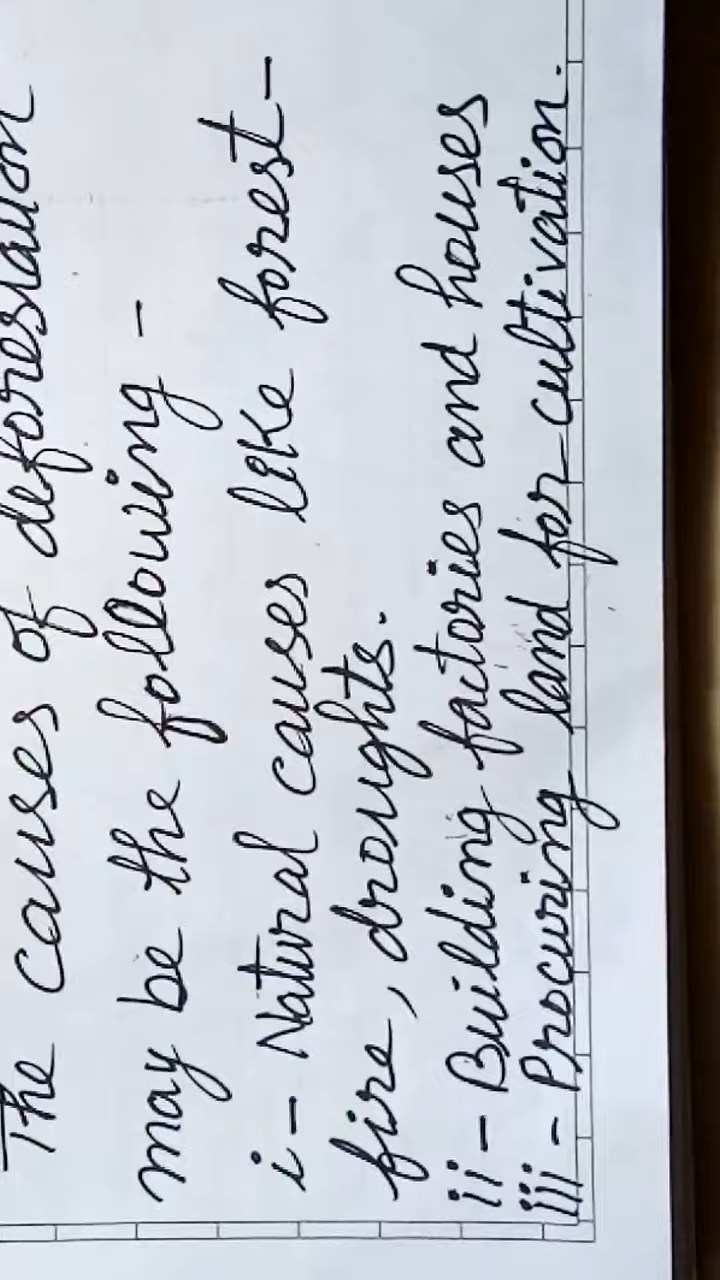 The causes of deforestation
may be the following -
i - Natural causes like forest-
fire, droughts.
ii - Building factories and houses
iii - Procuring land for cultivation.